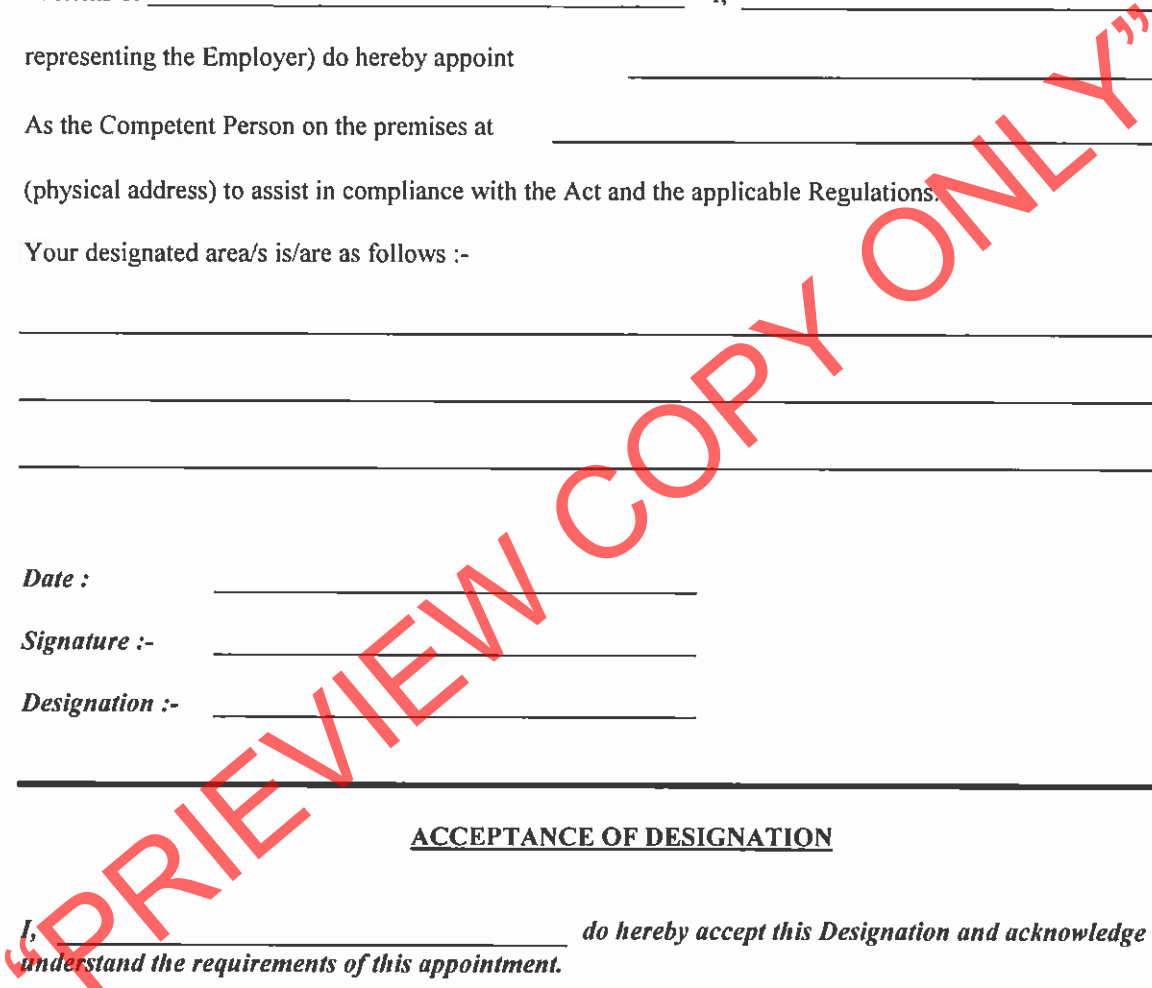 I,
representing the Employer) do hereby appoint
As the Competent Person on the premises at
(physical address) to assist in compliance with the Act and the applicable Regulations.
Your designated area/s is/are as follows :-
Date :
Signature :-
Designation :-
ACCEPTANCE OF DESIGNATION
I, do hereby accept this Designation and acknowledge
understand the requirements of this appointment.
“PRIEVIEW COPY ONLY”